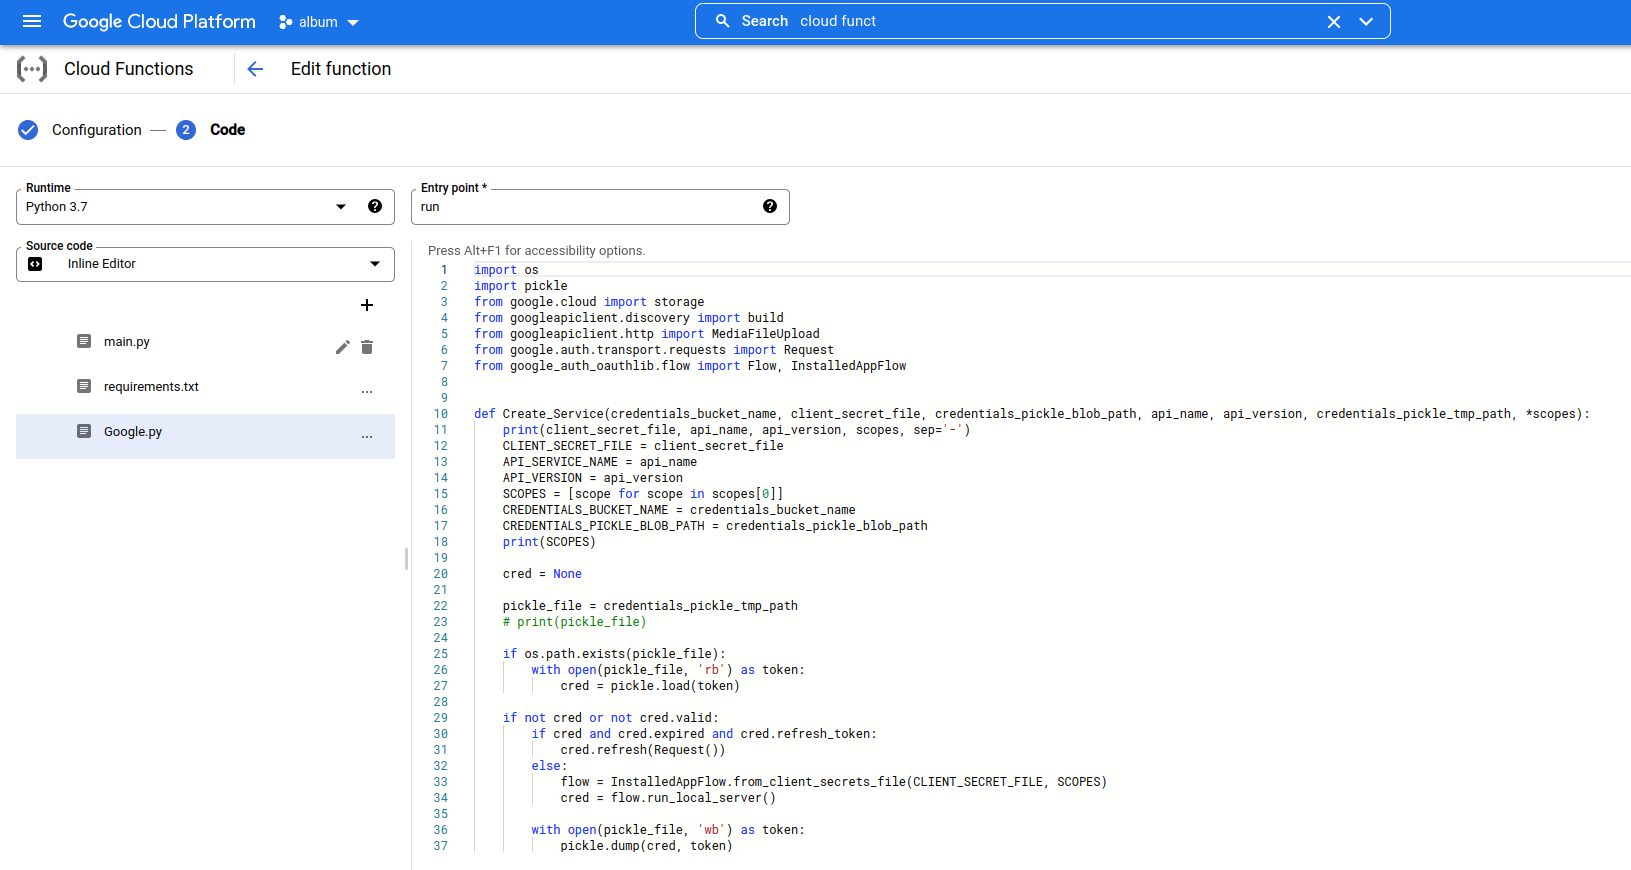 Google Cloud Platform album Search cloud funct
Cloud Functions Edit function
Configuration 2 Code
Runtime
Python 3.7
Entry point *
run
Source code
Inline Editor
main.py
requirements.txt ...
Google.py ...
Press Alt+F1 for accessibility options.
1 import os
2 import pickle
3 from google.cloud import storage
4 from googleapiclient.discovery import build
5 from googleapiclient.http import MediaFileUpload
6 from google.auth.transport.requests import Request
7 from google_auth_oauthlib.flow import Flow, InstalledAppFlow
8
9
10 def Create_Service(credentials_bucket_name, client_secret_file, credentials_pickle_blob_path, api_name, api_version, credentials_pickle_tmp_path, *scopes):
11     print(client_secret_file, api_name, api_version, scopes, sep='-')
12     CLIENT_SECRET_FILE = client_secret_file
13     API_SERVICE_NAME = api_name
14     API_VERSION = api_version
15     SCOPES = [scope for scope in scopes[0]]
16     CREDENTIALS_BUCKET_NAME = credentials_bucket_name
17     CREDENTIALS_PICKLE_BLOB_PATH = credentials_pickle_blob_path
18     print(SCOPES)
19
20     cred = None
21
22     pickle_file = credentials_pickle_tmp_path
23     # print(pickle_file)
24
25     if os.path.exists(pickle_file):
26         with open(pickle_file, 'rb') as token:
27             cred = pickle.load(token)
28
29     if not cred or not cred.valid:
30         if cred and cred.expired and cred.refresh_token:
31             cred.refresh(Request())
32         else:
33             flow = InstalledAppFlow.from_client_secrets_file(CLIENT_SECRET_FILE, SCOPES)
34             cred = flow.run_local_server()
35
36         with open(pickle_file, 'wb') as token:
37             pickle.dump(cred, token)